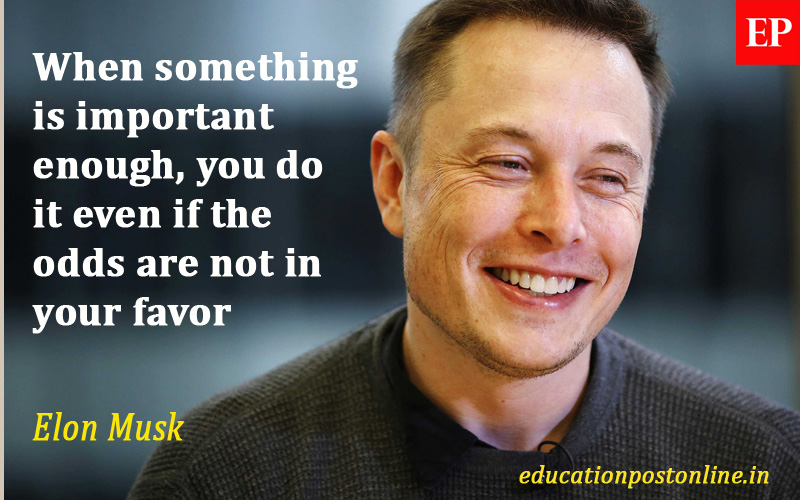 EP
When something
is important
enough, you do
it even if the
odds are not in
your favor
Elon Musk
educationpostonline.in